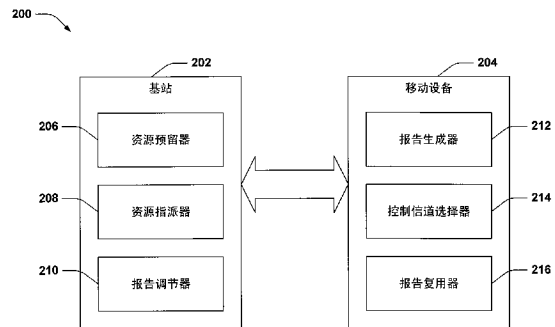 200
202
基站
204
移动设备
206
资源预留器
报告生成器
212
208
资源指派器
控制信道选择器
214
210
报告调节器
报告复用器
216